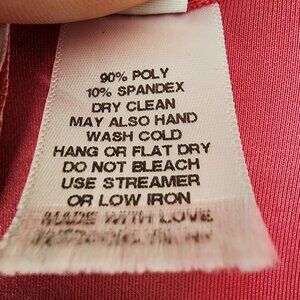 90% POLY
10% SPANDEX
DRY CLEAN
MAY ALSO HAND
WASH COLD
HANG OR FLAT DRY
DO NOT BLEACH
USE STREAMER
OR LOW IRON
MADE WITH LOVE